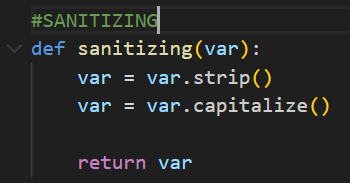 #SANITIZING
def sanitizing(var):
    var = var.strip()
    var = var.capitalize()
    return var